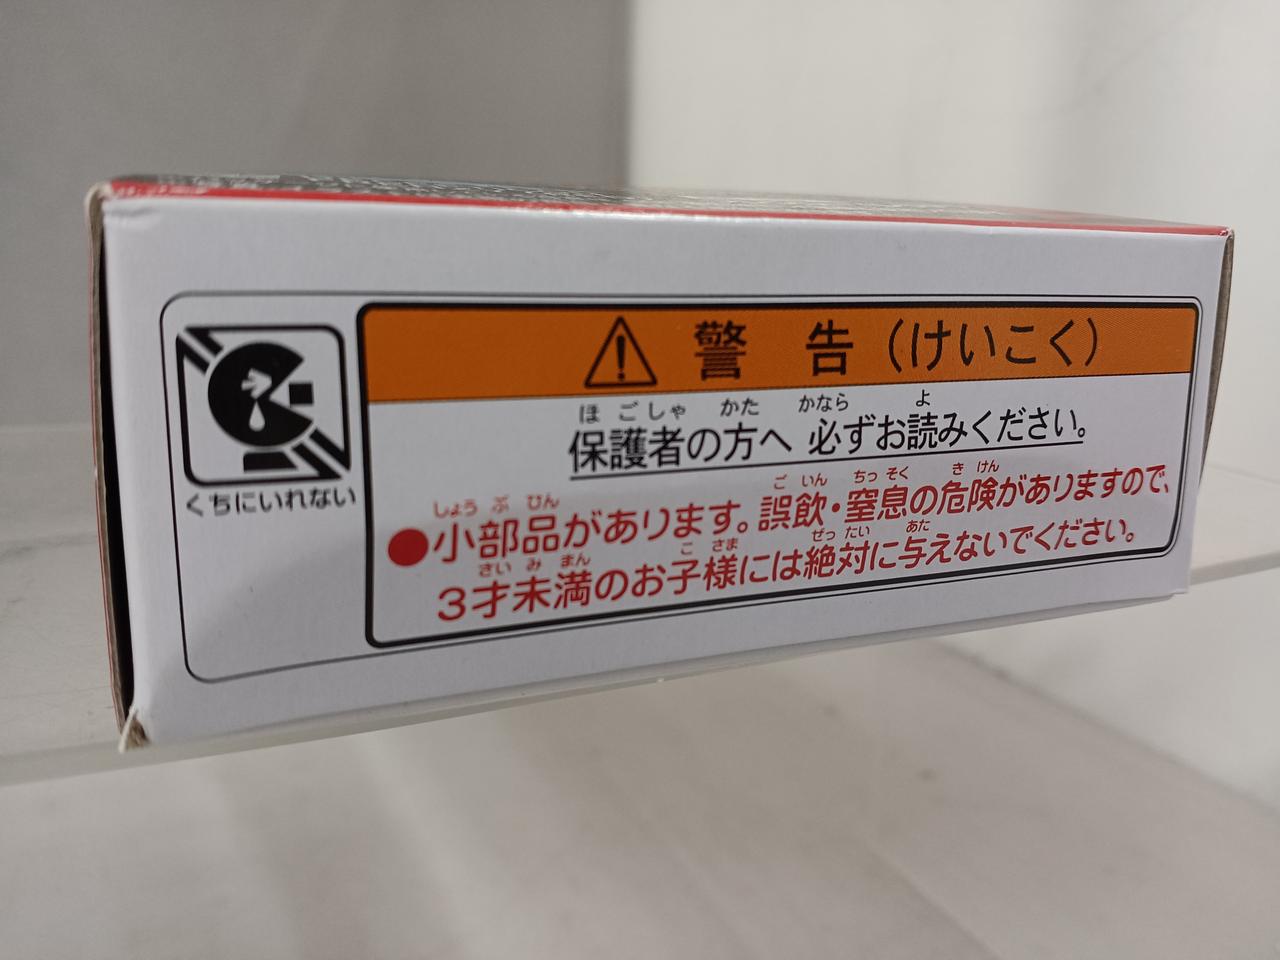 警 告(けいこく)
ほごしゃ かた かなら よ
保護者の方へ 必ずお読みください。
しょうぶひん ごいん ちっそく きけん
●小部品があります。誤飲・窒息の危険がありますので、
さいみまん こさま ぜったい あた
3才未満のお子様には絶対に与えないでください。
くちにいれない